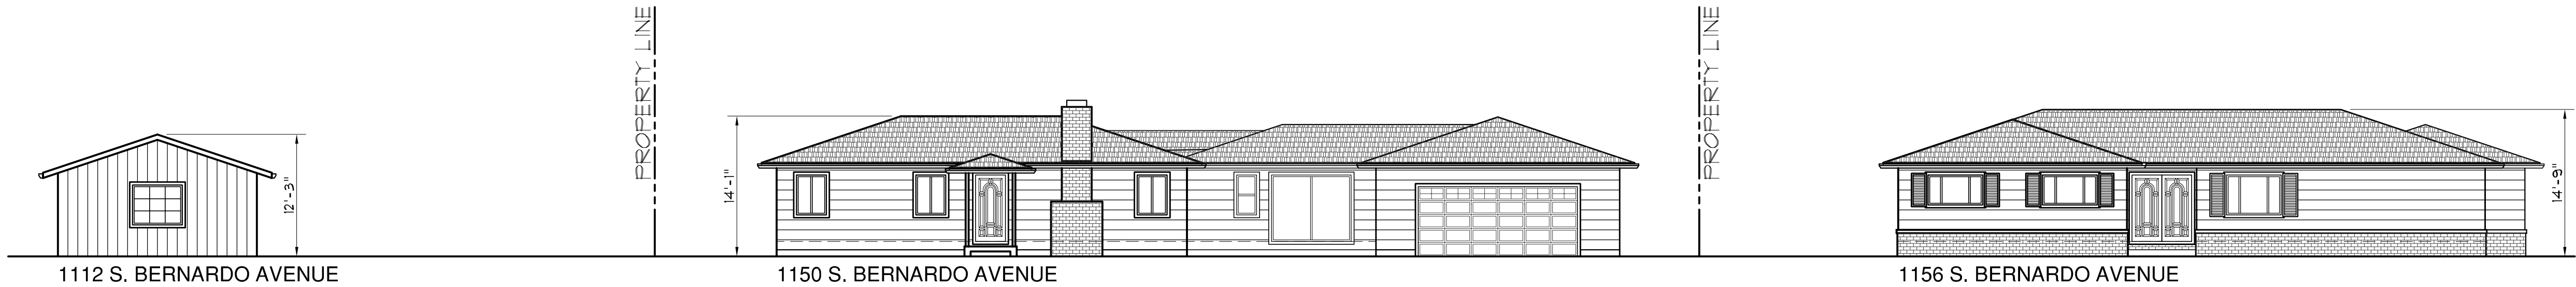 PROPERTY LINE
PROPERTY LINE
12'-3"
14'-1"
14'-9"
1112 S. BERNARDO AVENUE
1150 S. BERNARDO AVENUE
1156 S. BERNARDO AVENUE